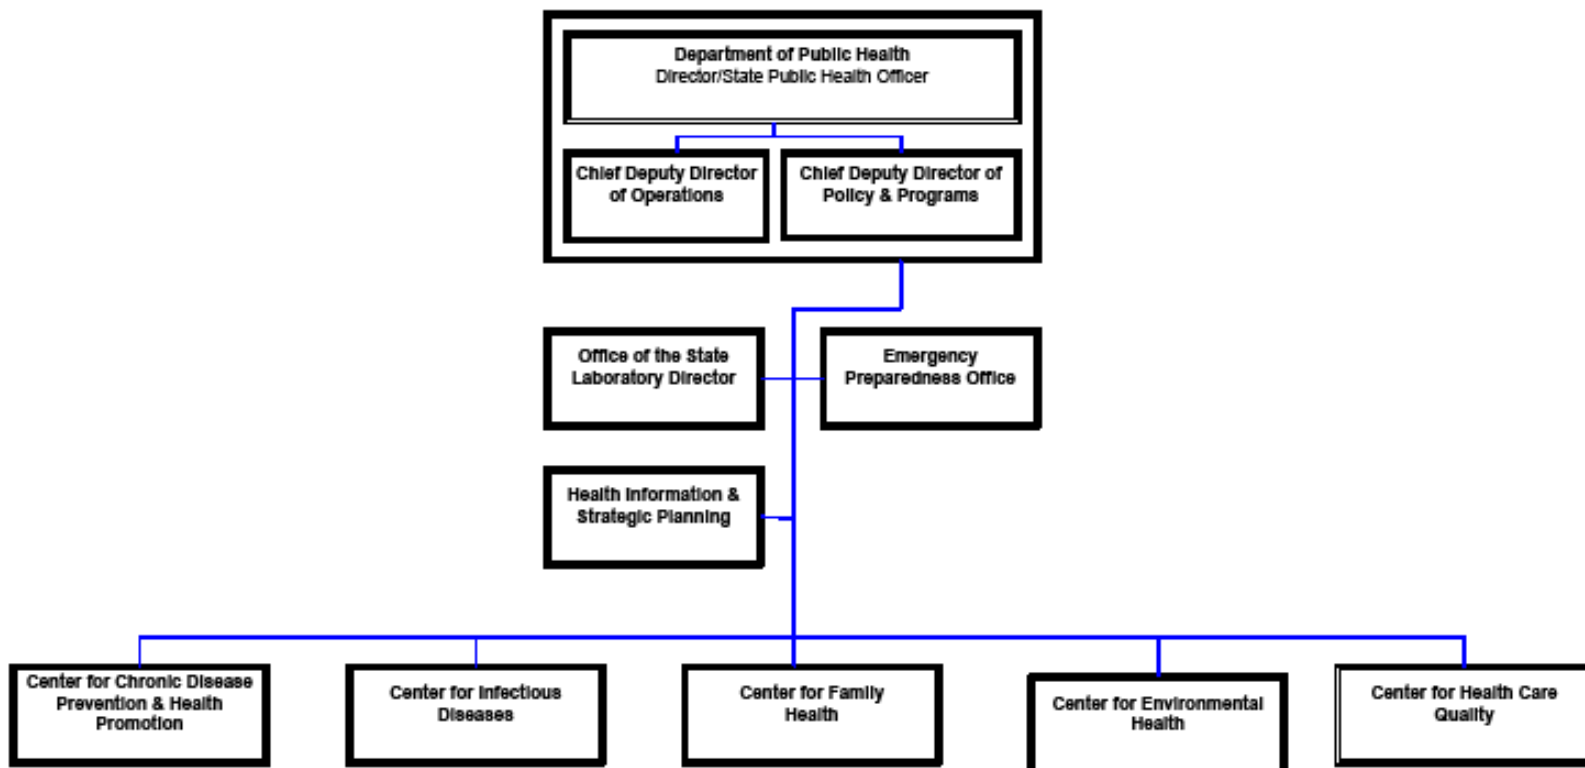 Department of Public Health
Director/State Public Health Officer
Chief Deputy Director
of Operations
Chief Deputy Director of
Policy & Programs
Office of the State
Laboratory Director
Emergency
Preparedness Office
Health Information &
Strategic Planning
Center for Chronic Disease
Prevention & Health
Promotion
Center for Infectious
Diseases
Center for Family
Health
Center for Environmental
Health
Center for Health Care
Quality